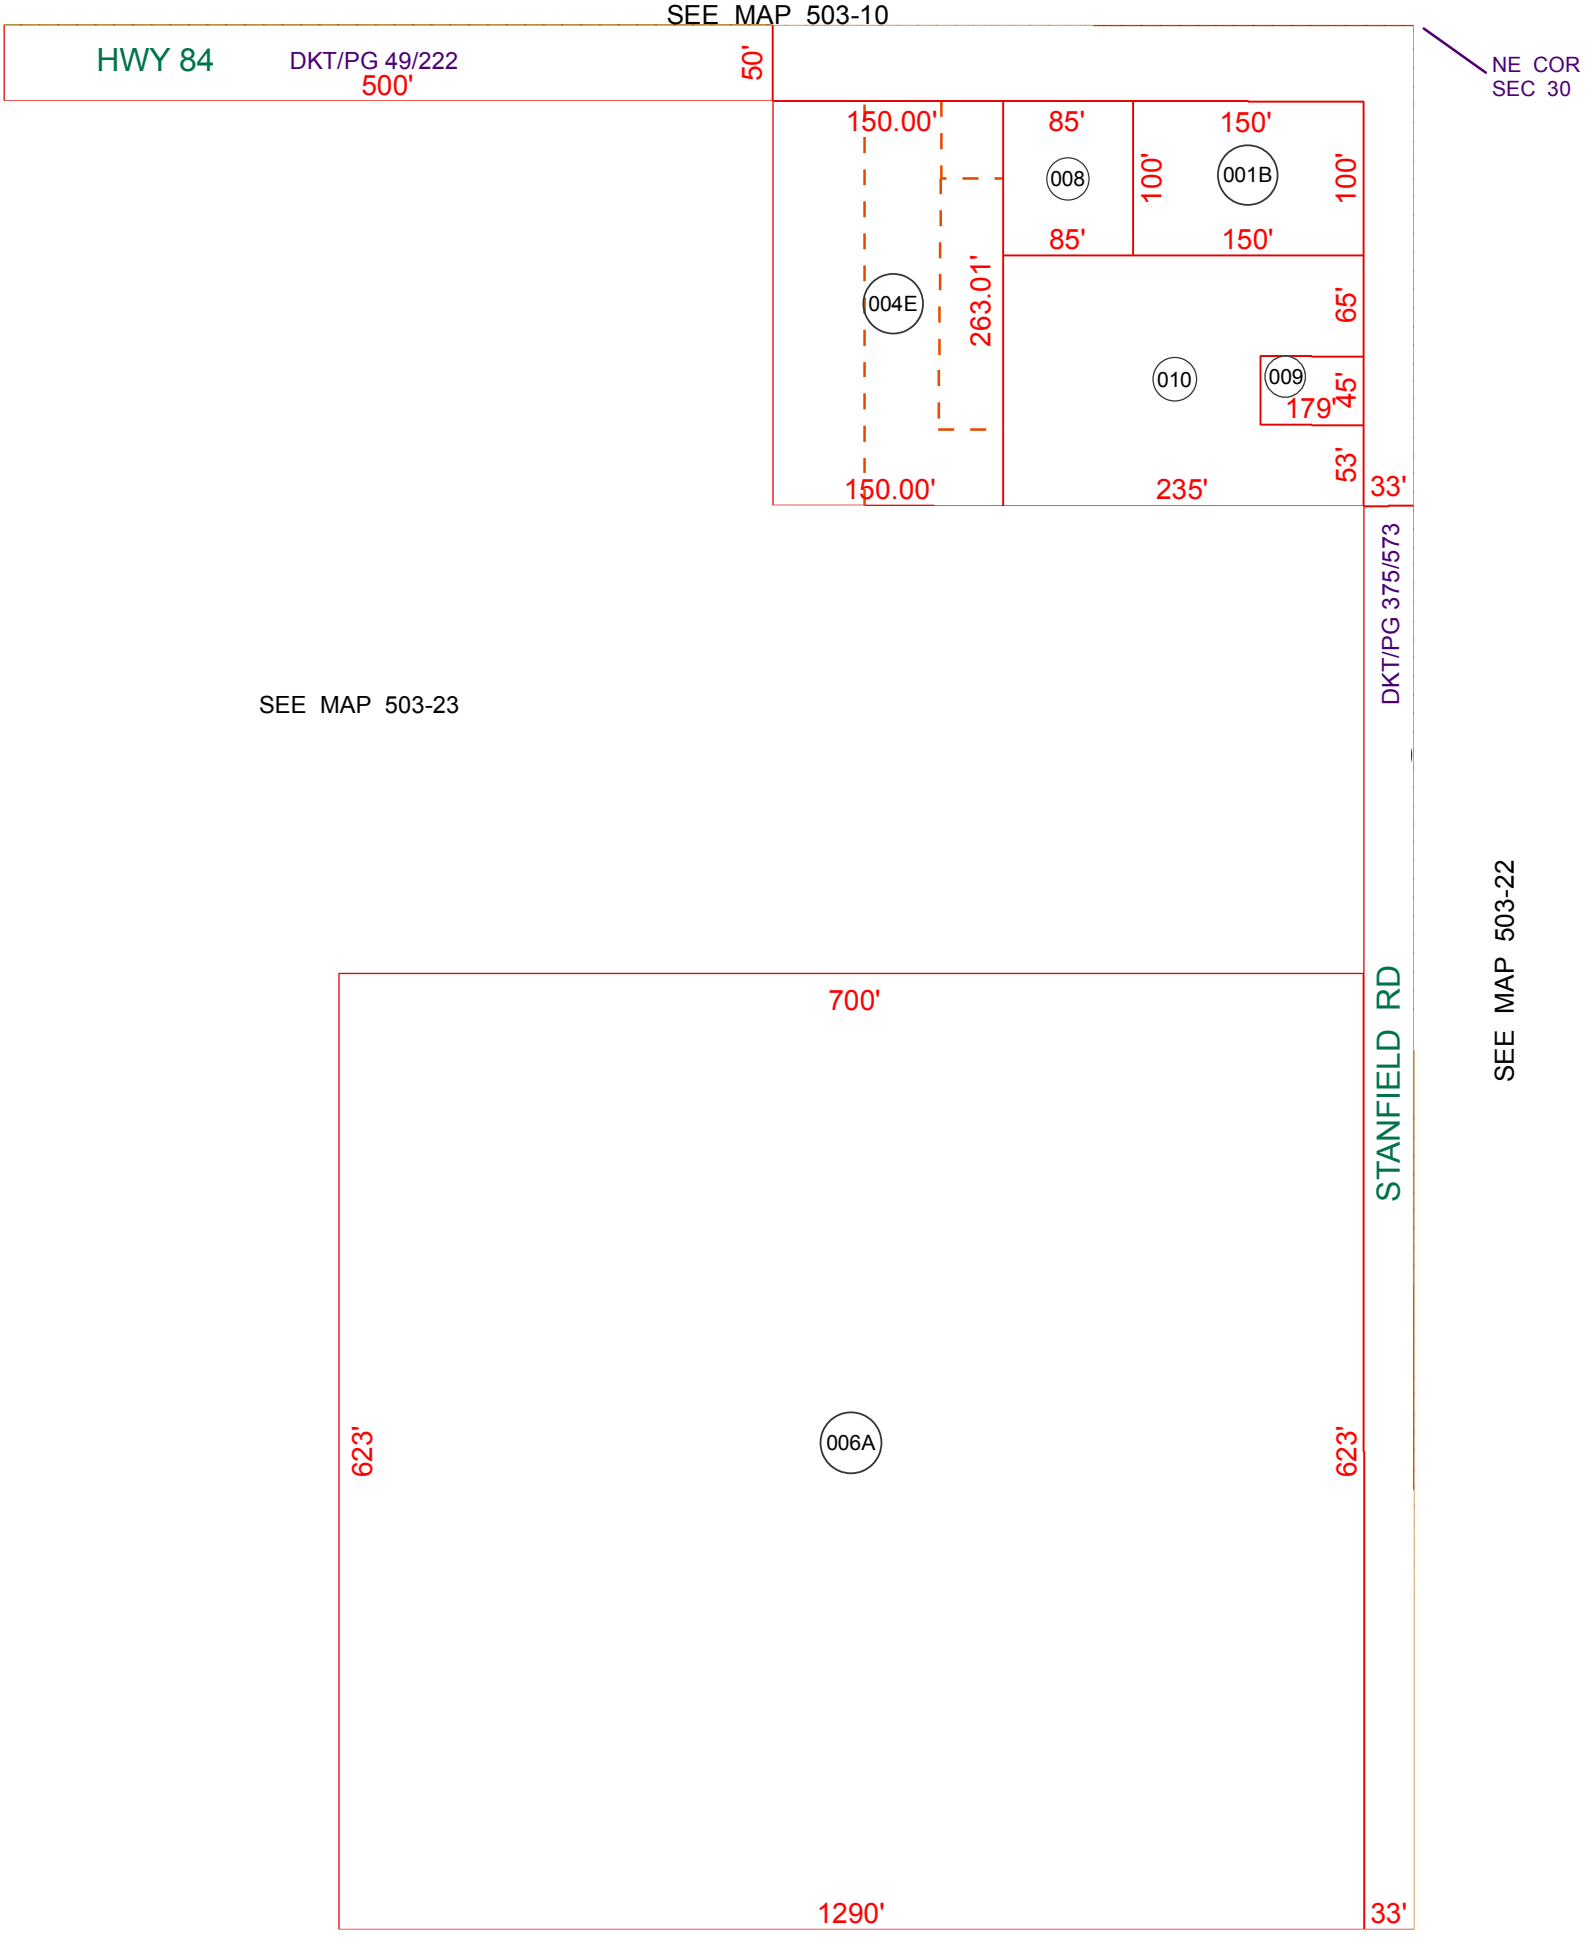 SEE MAP 503-10
HWY 84
DKT/PG 49/222
500'
50'
NE COR
SEC 30
150.00'
85'
150'
008
100'
001B
100'
85'
150'
004E
263.01'
65'
010
009
179'
45'
53'
150.00'
235'
33'
DKT/PG 375/573
SEE MAP 503-23
SEE MAP 503-22
STANFIELD RD
700'
623'
006A
623'
1290'
33'